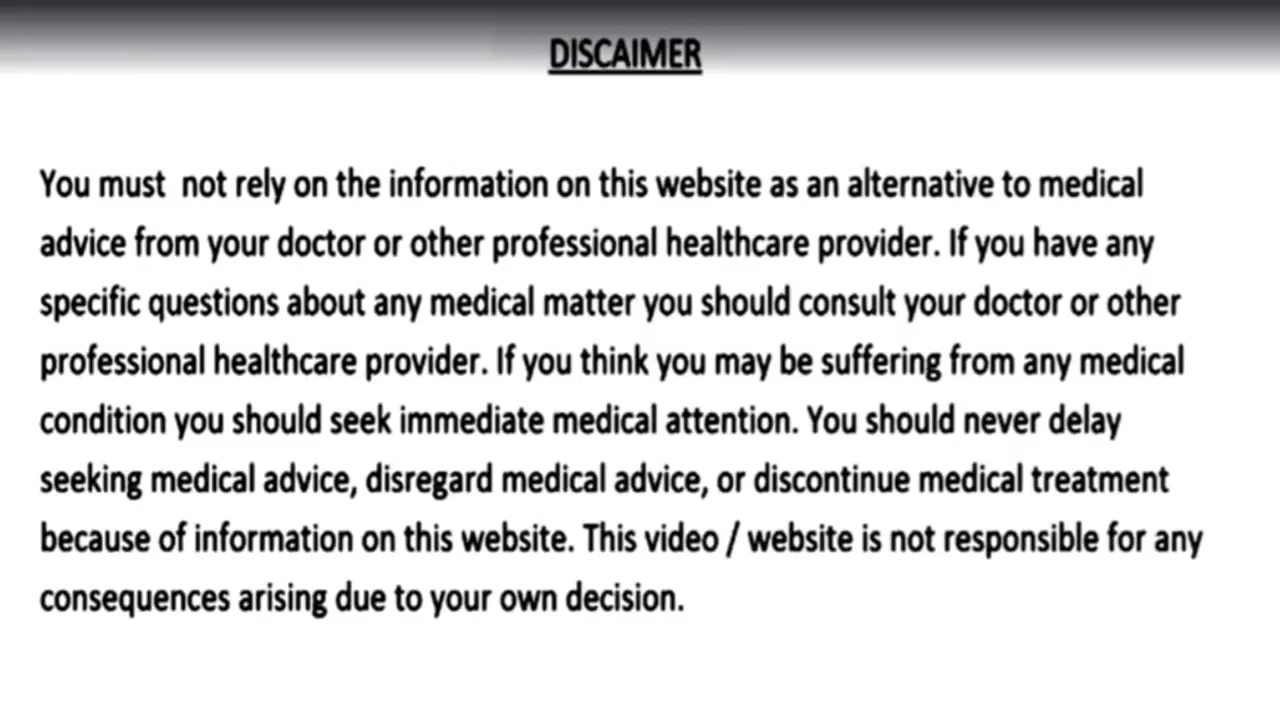 DISCAIMER
You must  not rely on the information on this website as an alternative to medical
advice from your doctor or other professional healthcare provider. If you have any
specific questions about any medical matter you should consult your doctor or other
professional healthcare provider. If you think you may be suffering from any medical
condition you should seek immediate medical attention. You should never delay
seeking medical advice, disregard medical advice, or discontinue medical treatment
because of information on this website. This video / website is not responsible for any
consequences arising due to your own decision.